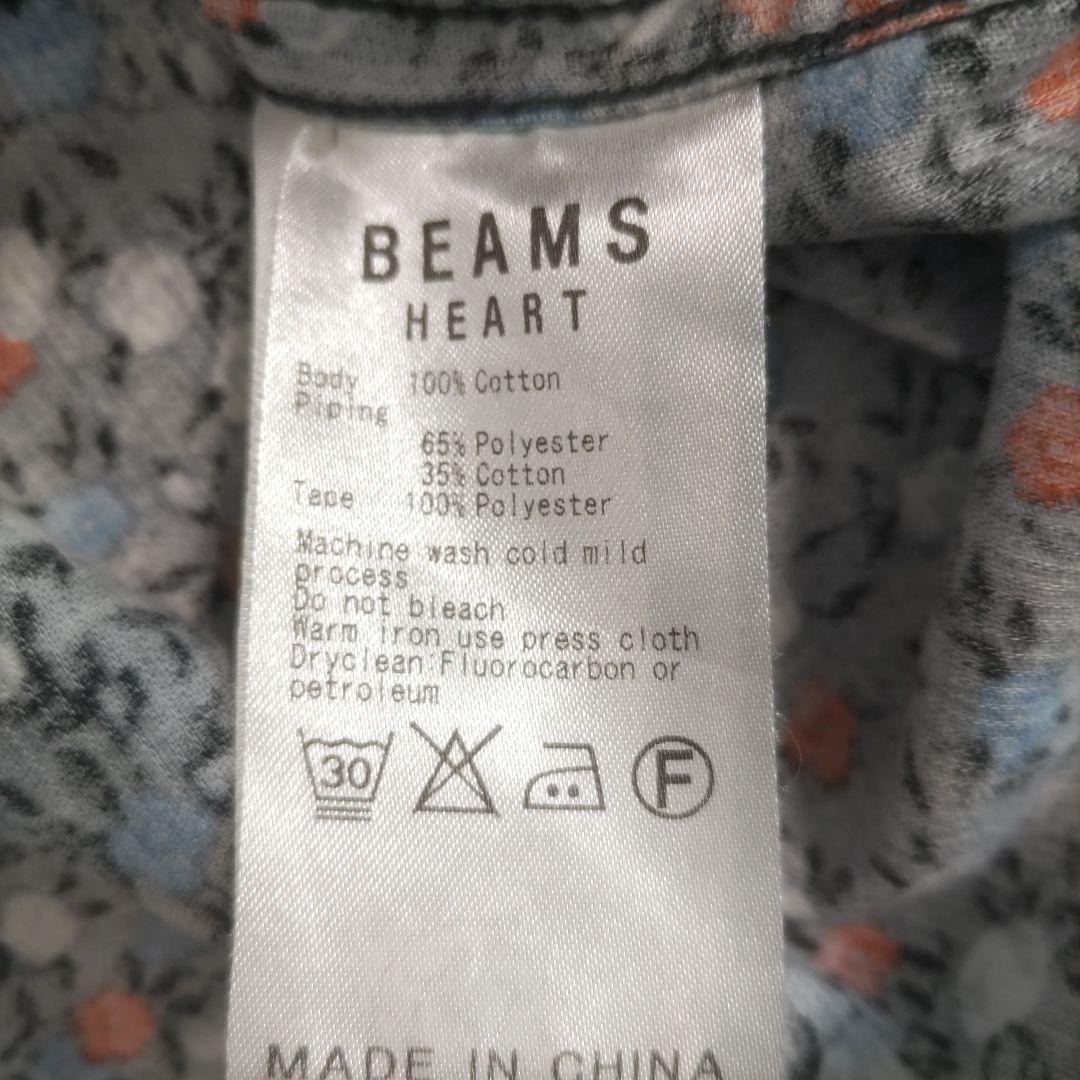 BEAMS
HEART
Body 100% Cotton
Piping
65% Polyester
35% Cotton
Tape 100% Polyester
Machine wash cold mild
process
Do not bleach
Warm iron use press cloth
Dryclean:Fluorocarbon or
petroleum
30 F
MADE IN CHINA